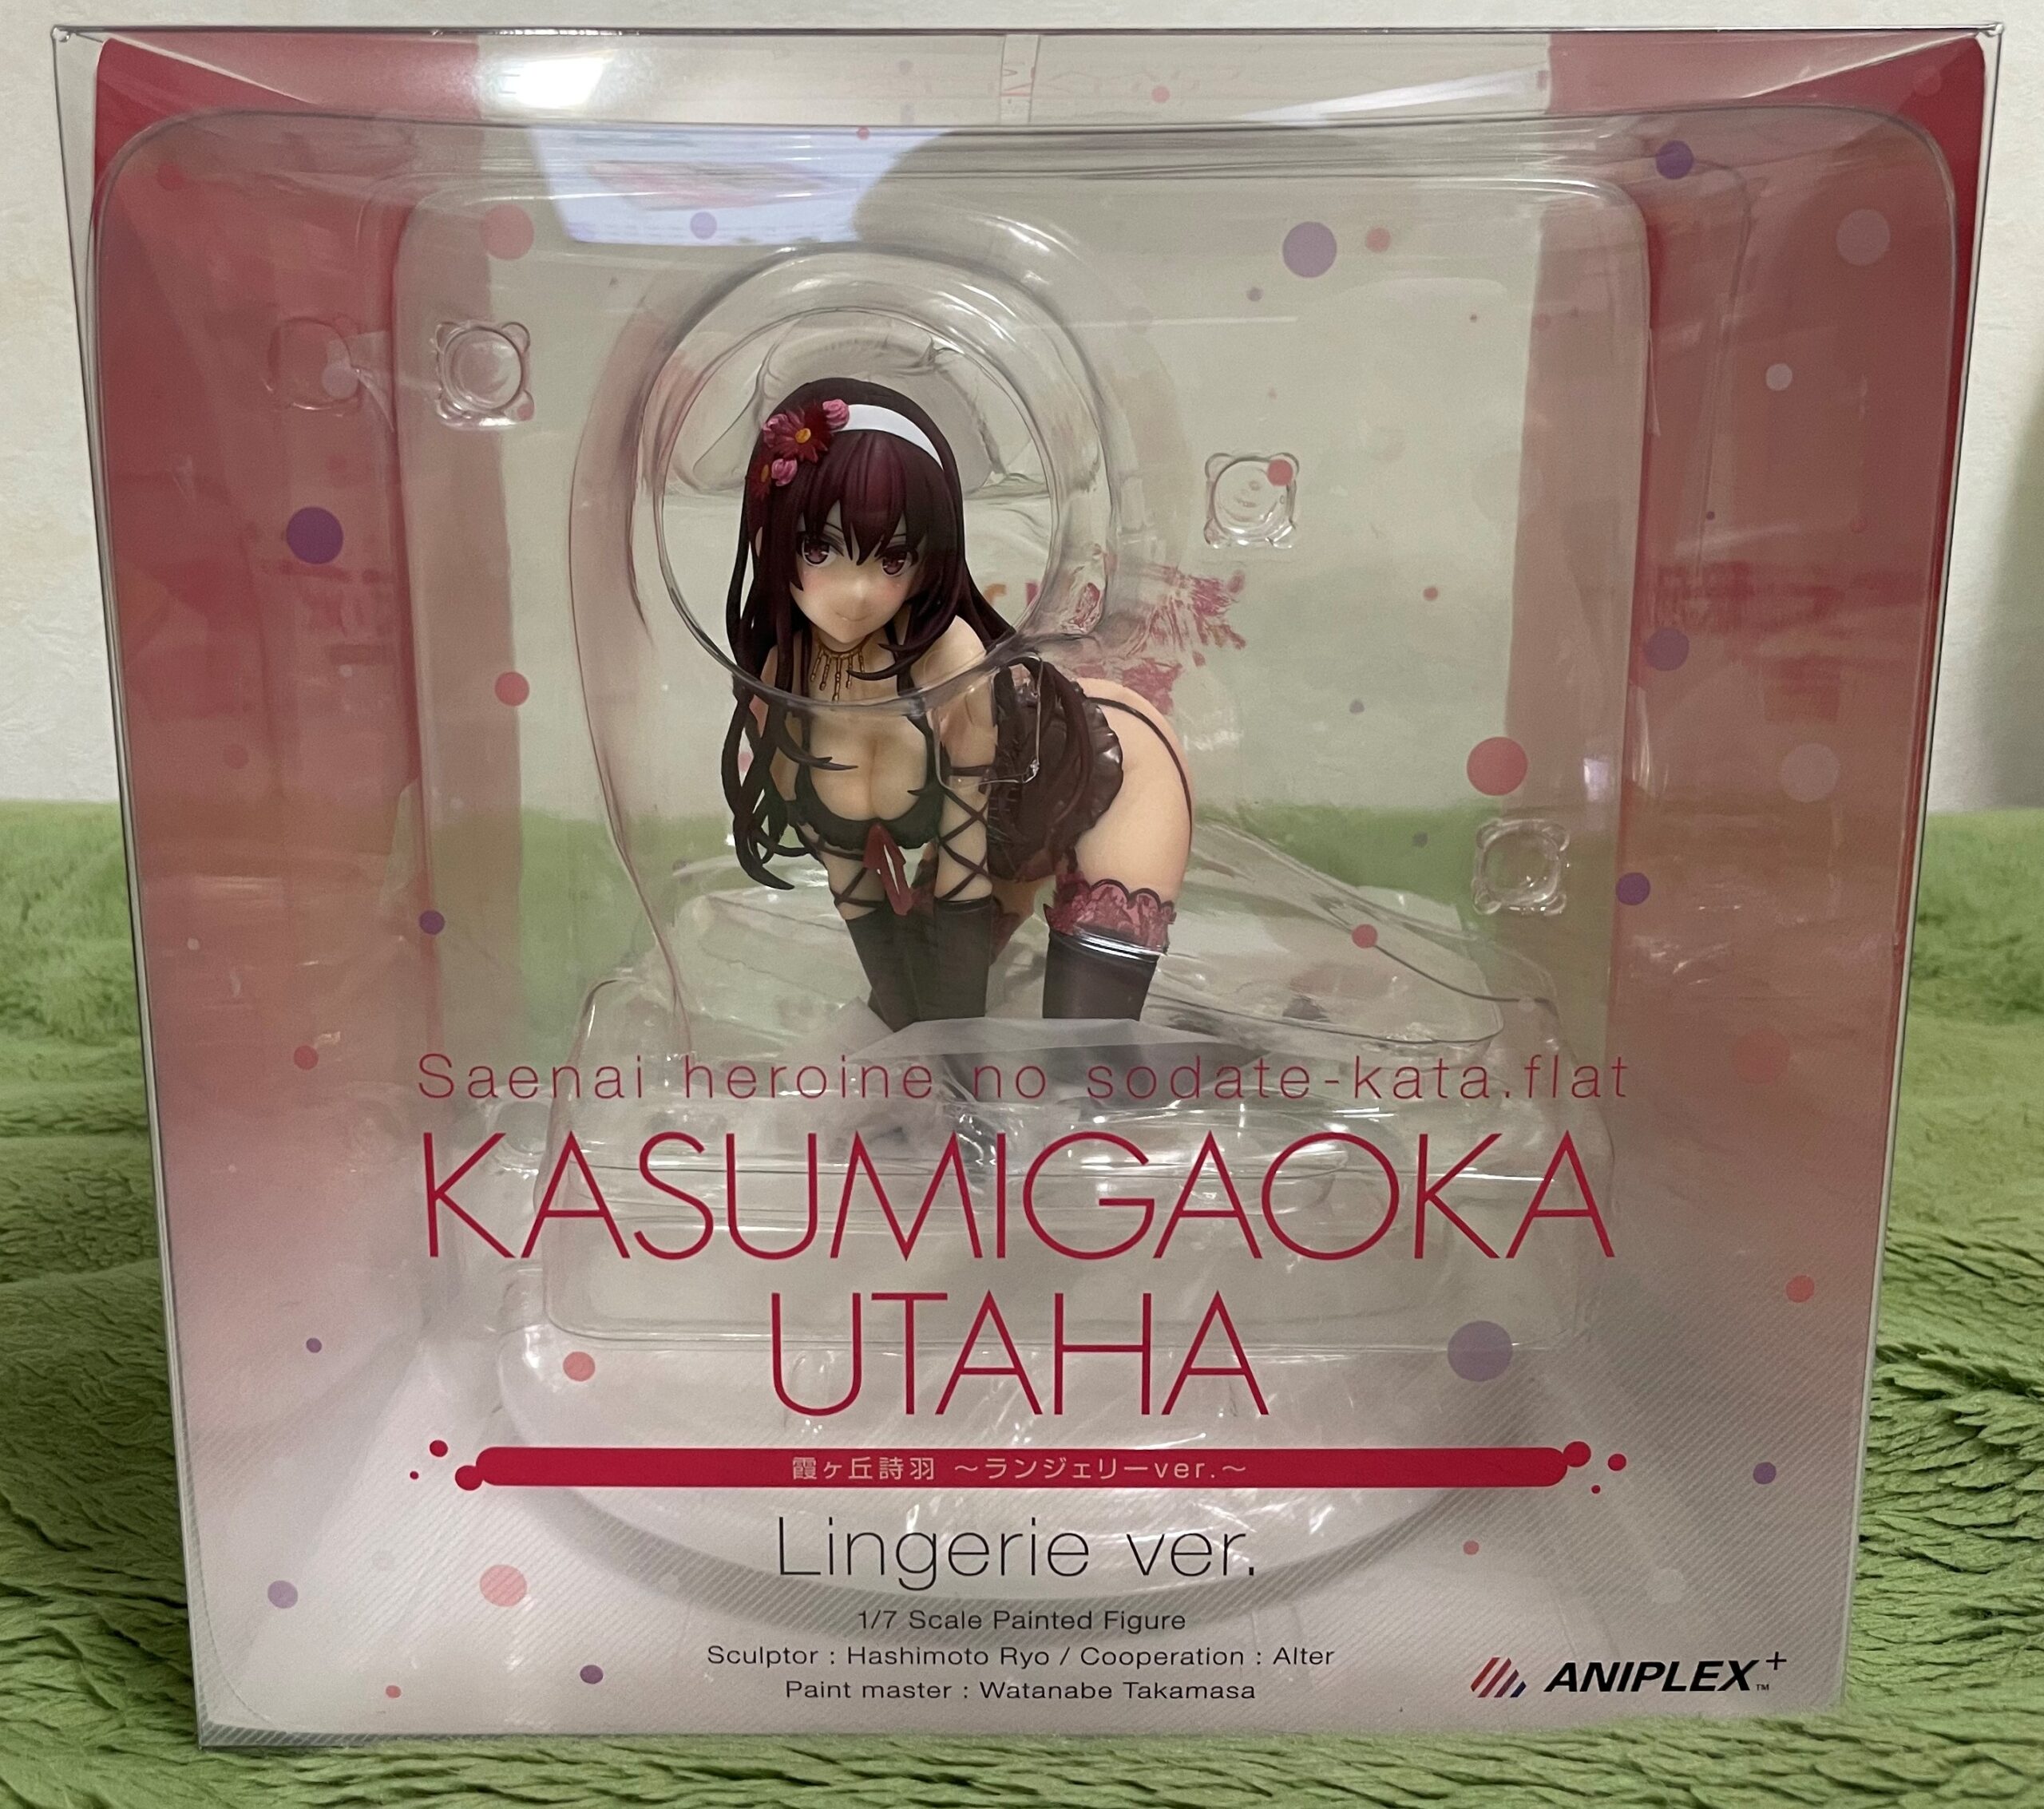 Saenai heroine no sodate-kata.flat
KASUMIGAOKA
UTAHA
霞ヶ丘詩羽 ～ランジェリーver.～
Lingerie ver.
1/7 Scale Painted Figure
Sculptor : Hashimoto Ryo / Cooperation : Alter
Paint master : Watanabe Takamasa
ANIPLEX+™